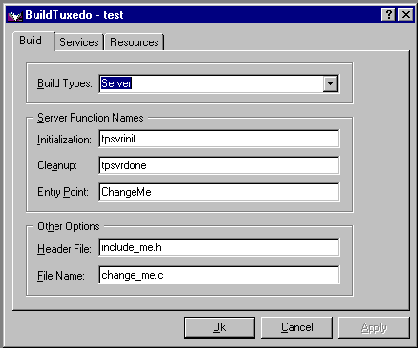 BuildTuxedo - test
Build Services Resources
Build Types: Server
Server Function Names
Initialization: tpsvrinit
Cleanup: tpsvrdone
Entry Point: ChangeMe
Other Options
Header File: include_me.h
File Name: change_me.c
Ok Cancel Apply